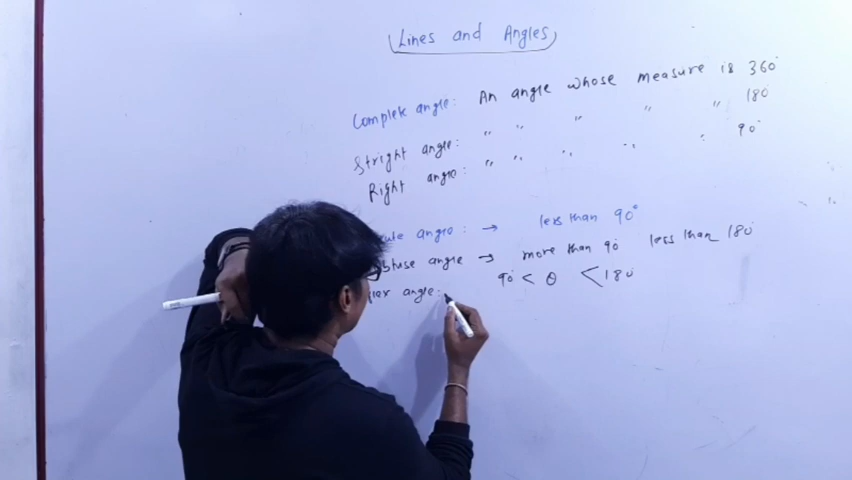 Lines and Angles
Complete angle: An angle whose measure is 360°
Stright angle: " " " " " 180
Right angle: " " " " " 90°
angle: → less than 90°
angle → more than 90 less than 180
90° < θ < 180
angle: